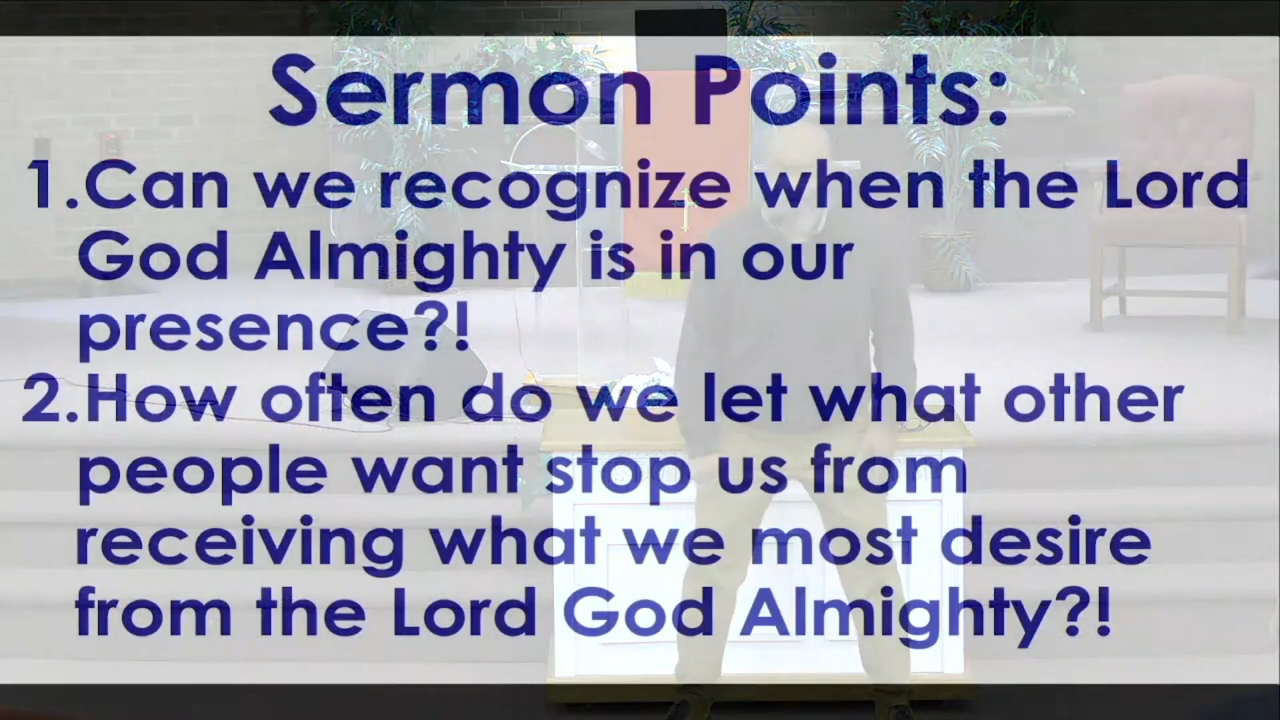 Sermon Points:
1.Can we recognize when the Lord
God Almighty is in our
presence?!
2.How often do we let what other
people want stop us from
receiving what we most desire
from the Lord God Almighty?!